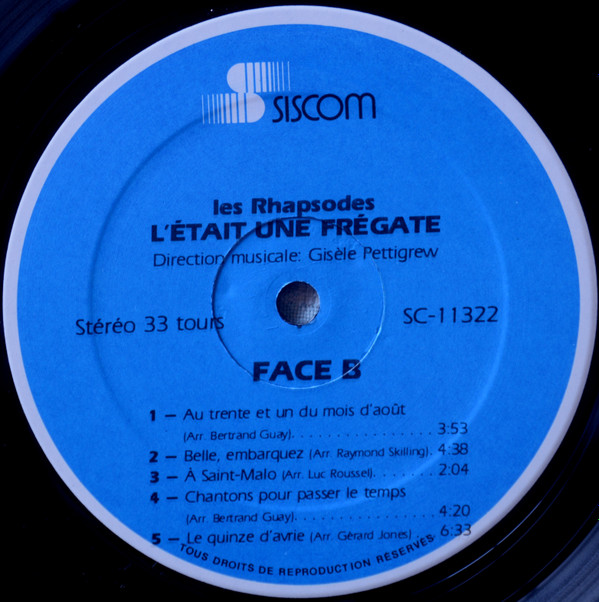 SISCOM
les Rhapsodes
L'ÉTAIT UNE FRÉGATE
Direction musicale: Gisèle Pettigrew
Stéréo 33 tours SC-11322
FACE B
1 — Au trente et un du mois d'août
(Arr. Bertrand Guay). . . . . . . . . . . . . . . . . . 3:53
2 — Belle, embarquez (Arr. Raymond Skilling). 4:38
3 — À Saint-Malo (Arr. Luc Roussel). . . . . . . . 2:04
4 — Chantons pour passer le temps
(Arr. Bertrand Guay). . . . . . . . . . . . . . . . . . 4:20
5 — Le quinze d'avrie (Arr. Gérard Jones) . . . 6:33
TOUS DROITS DE REPRODUCTION RÉSERVÉS